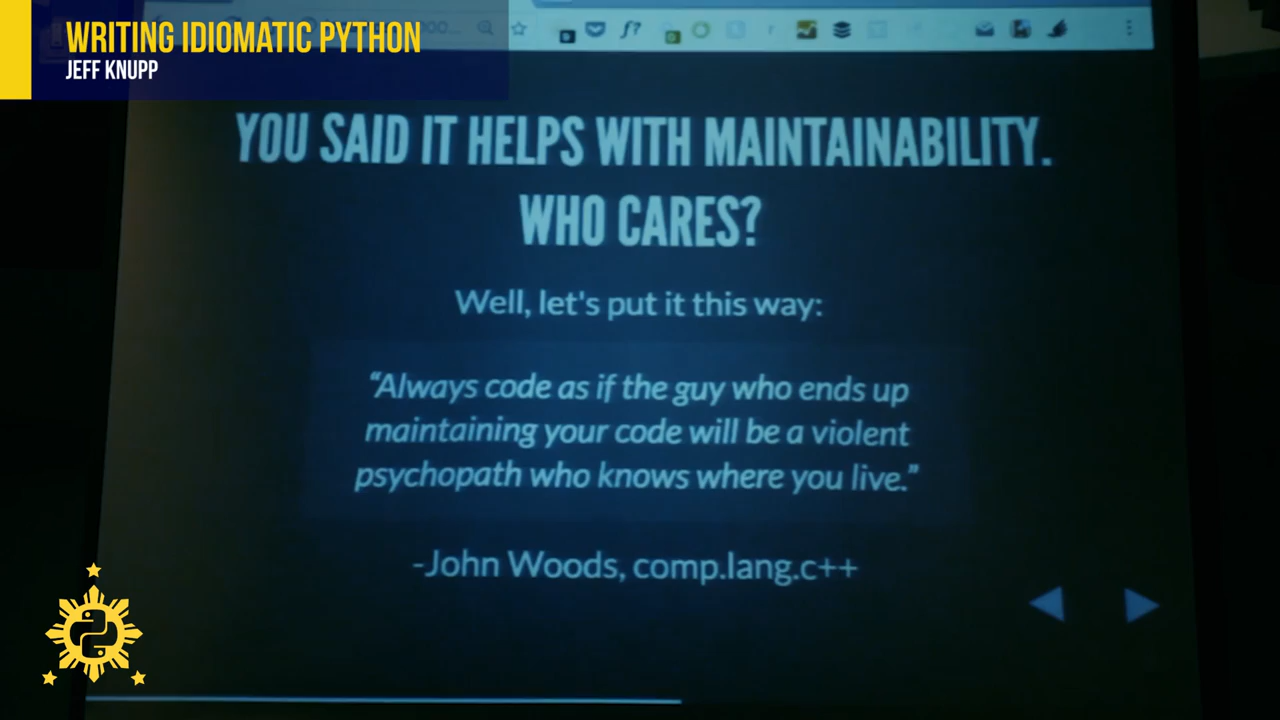 WRITING IDIOMATIC PYTHON
JEFF KNUPP
YOU SAID IT HELPS WITH MAINTAINABILITY.
WHO CARES?
Well, let's put it this way:
“Always code as if the guy who ends up
maintaining your code will be a violent
psychopath who knows where you live.”
-John Woods, comp.lang.c++